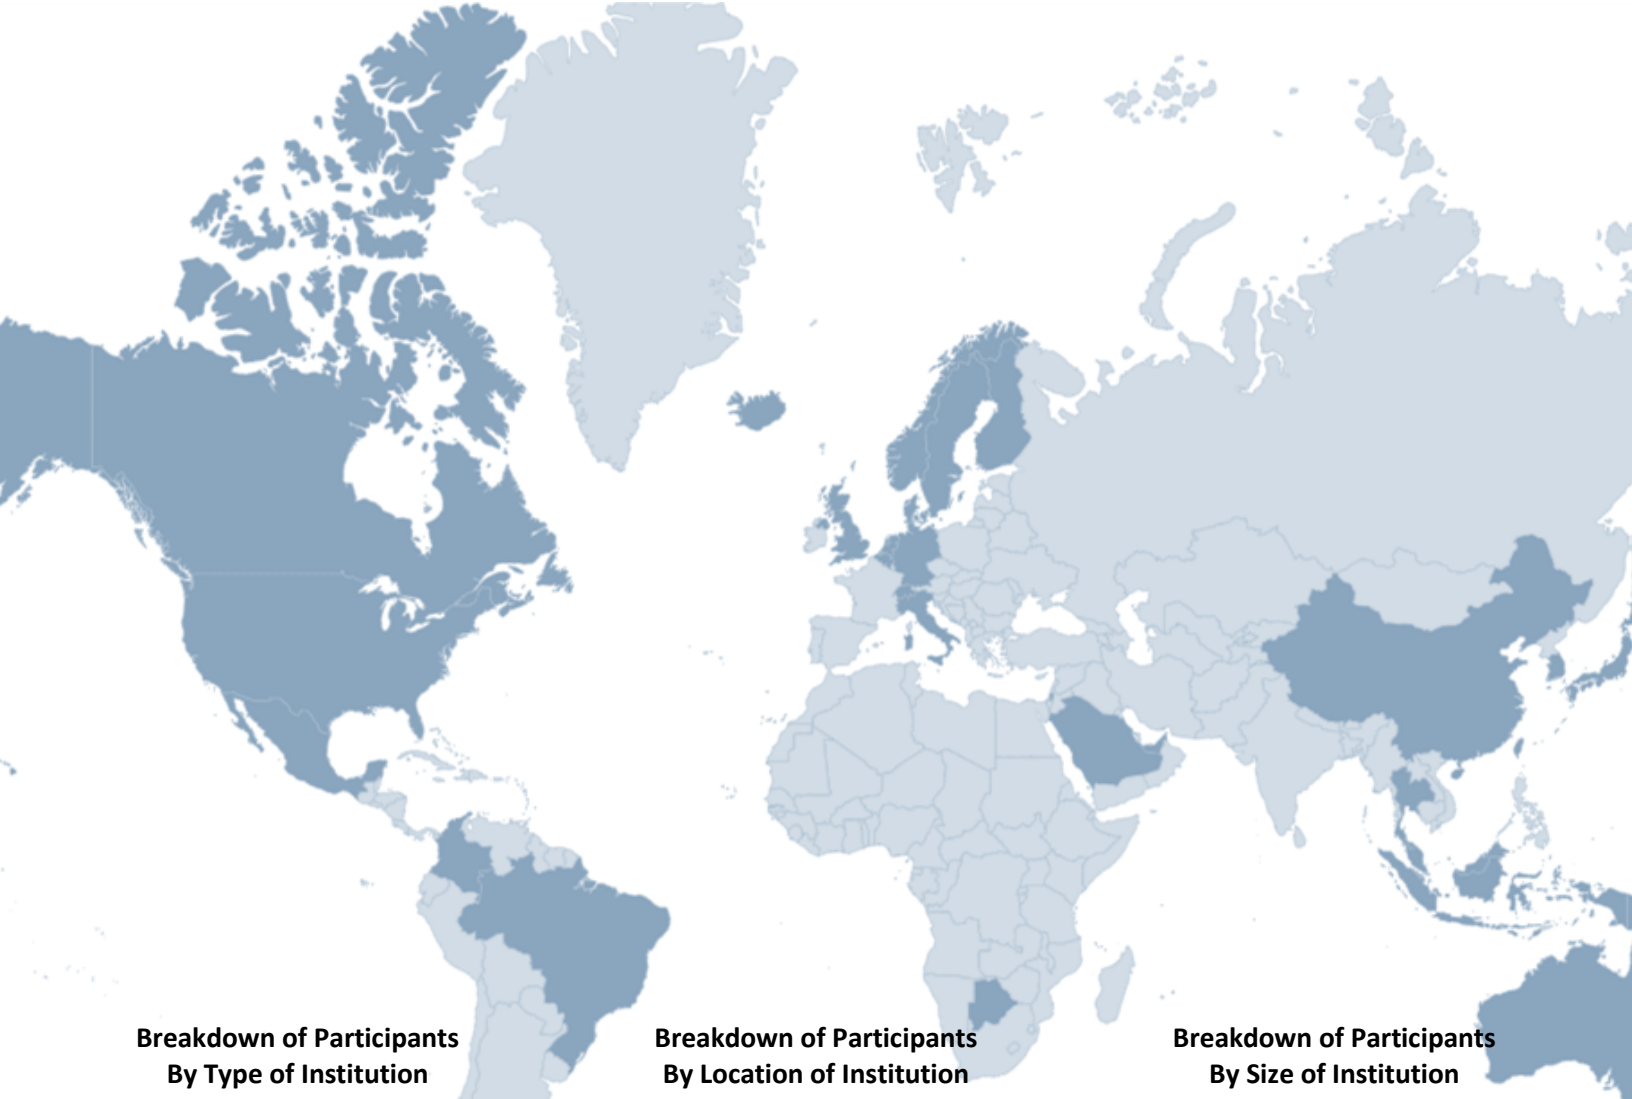 Breakdown of Participants
By Type of Institution
Breakdown of Participants
By Location of Institution
Breakdown of Participants
By Size of Institution